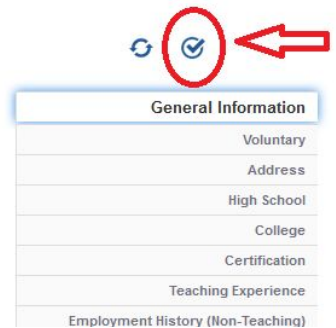 General Information
Voluntary
Address
High School
College
Certification
Teaching Experience
Employment History (Non-Teaching)